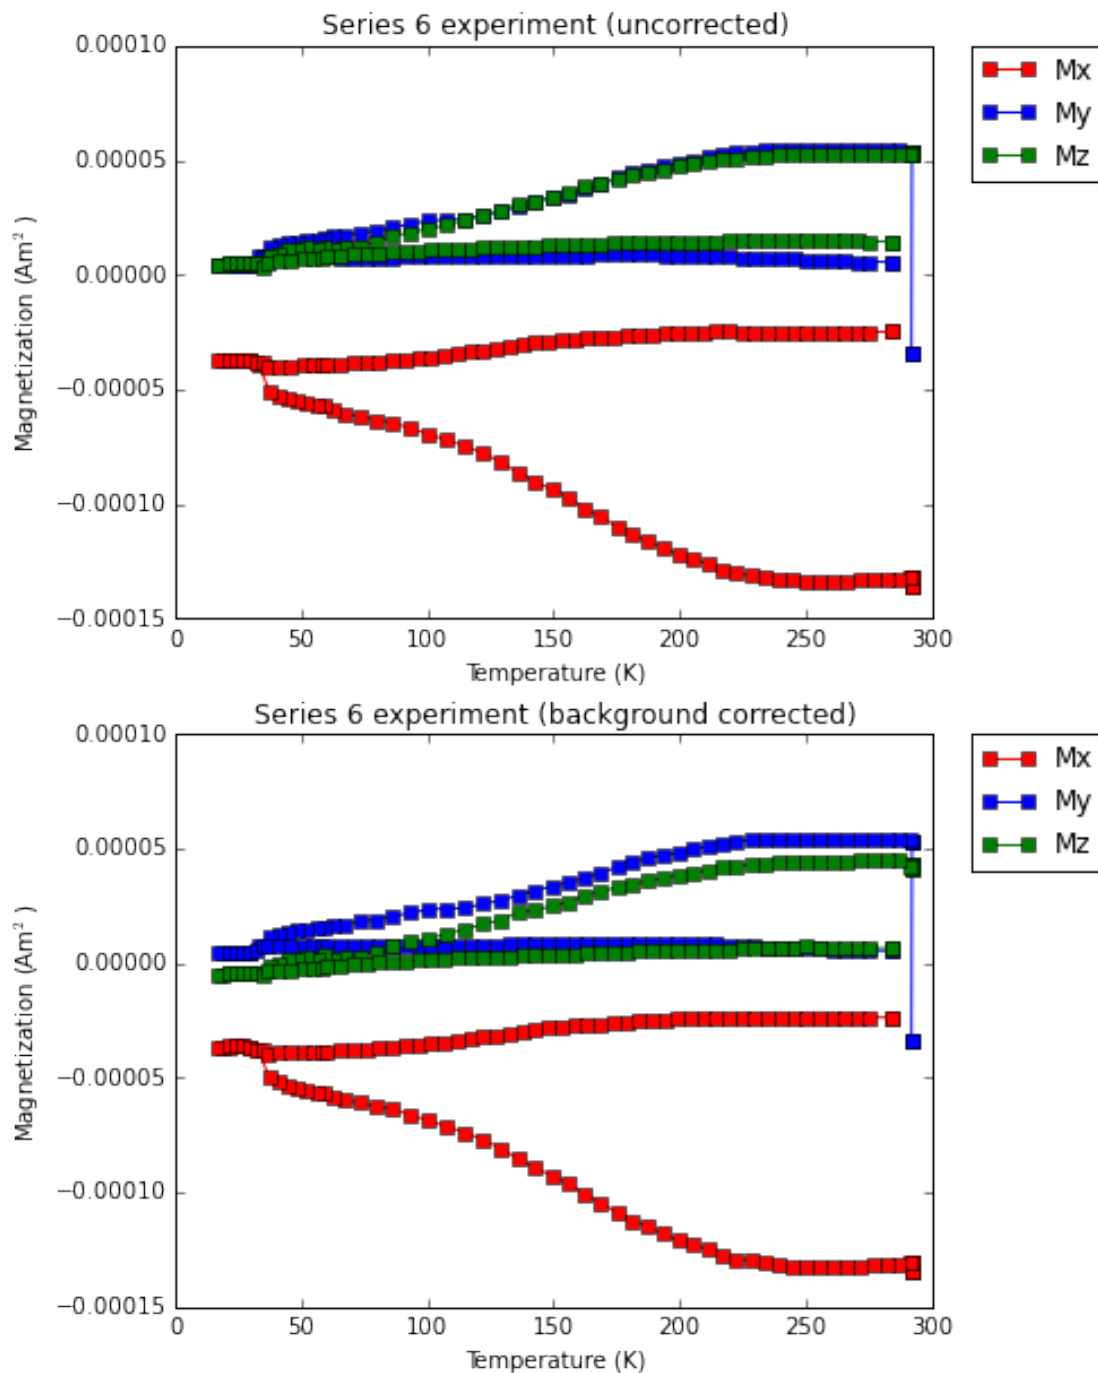 Series 6 experiment (uncorrected)
0.00010
0.00005
0.00000
−0.00005
−0.00010
−0.00015
Magnetization (Am²)
0 50 100 150 200 250 300
Temperature (K)
Mx
My
Mz
Series 6 experiment (background corrected)
0.00010
0.00005
0.00000
−0.00005
−0.00010
−0.00015
Magnetization (Am²)
0 50 100 150 200 250 300
Temperature (K)
Mx
My
Mz